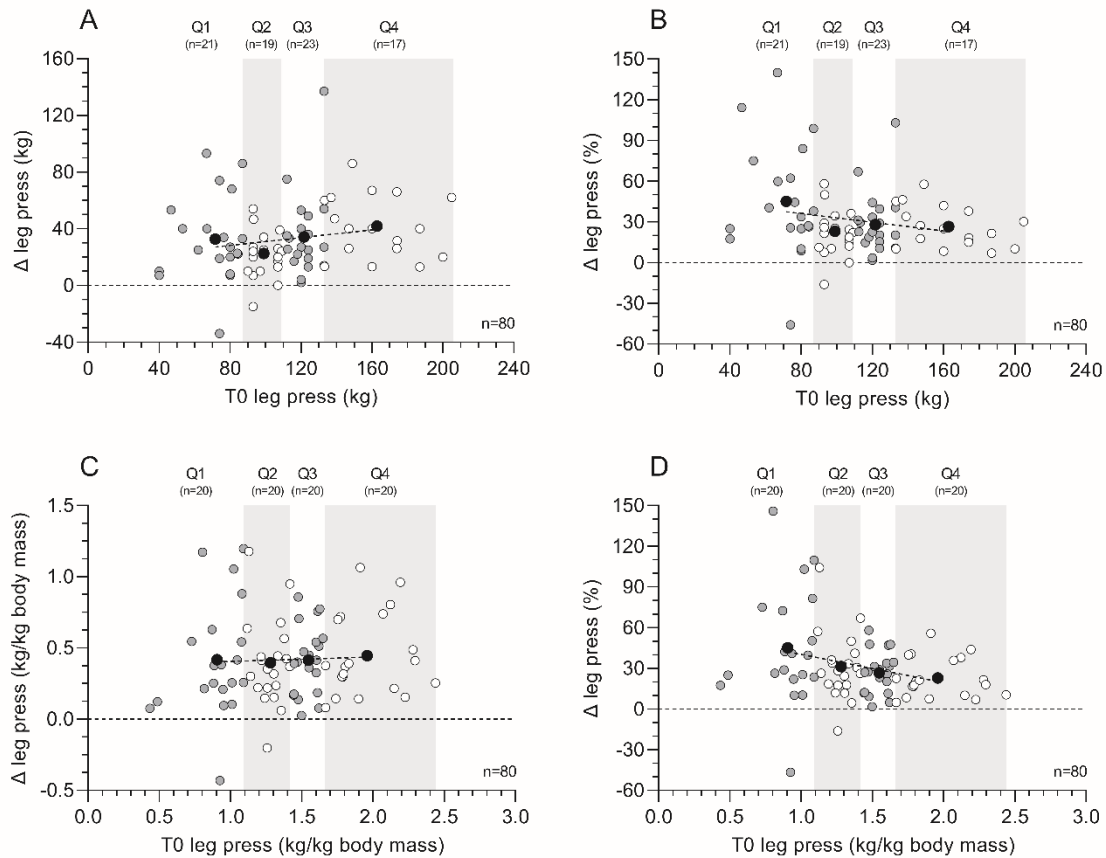 A
Q1 Q2 Q3 Q4
(n=21) (n=19) (n=23) (n=17)
160
120
80
40
0
-40
Δ leg press (kg)
n=80
0 40 80 120 160 200 240
T0 leg press (kg)
B
Q1 Q2 Q3 Q4
(n=21) (n=19) (n=23) (n=17)
150
120
90
60
30
0
-30
-60
Δ leg press (%)
n=80
0 40 80 120 160 200 240
T0 leg press (kg)
C
Q1 Q2 Q3 Q4
(n=20) (n=20) (n=20) (n=20)
1.5
1.0
0.5
0.0
-0.5
Δ leg press (kg/kg body mass)
n=80
0.0 0.5 1.0 1.5 2.0 2.5 3.0
T0 leg press (kg/kg body mass)
D
Q1 Q2 Q3 Q4
(n=20) (n=20) (n=20) (n=20)
150
120
90
60
30
0
-30
-60
Δ leg press (%)
n=80
0.0 0.5 1.0 1.5 2.0 2.5 3.0
T0 leg press (kg/kg body mass)